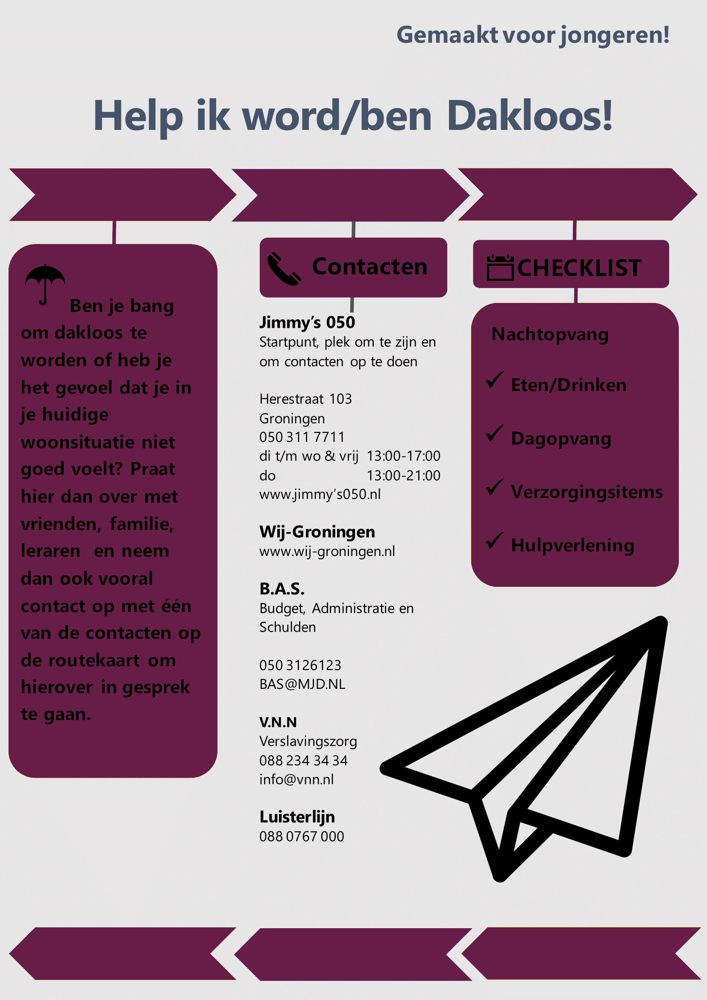 Gemaakt voor jongeren!
Help ik word/ben Dakloos!
Ben je bang
om dakloos te
worden of heb je
het gevoel dat je in
je huidige
woonsituatie niet
goed voelt? Praat
hier dan over met
vrienden, familie,
leraren en neem
dan ook vooral
contact op met één
van de contacten op
de routekaart om
hierover in gesprek
te gaan.
Contacten
Jimmy’s 050
Startpunt, plek om te zijn en
om contacten op te doen
Herestraat 103
Groningen
050 311 7711
di t/m wo & vrij 13:00-17:00
do 13:00-21:00
www.jimmy’s050.nl
Wij-Groningen
www.wij-groningen.nl
B.A.S.
Budget, Administratie en
Schulden
050 3126123
BAS@MJD.NL
V.N.N
Verslavingszorg
088 234 34 34
info@vnn.nl
Luisterlijn
088 0767 000
CHECKLIST
Nachtopvang
✓ Eten/Drinken
✓ Dagopvang
✓ Verzorgingsitems
✓ Hulpverlening